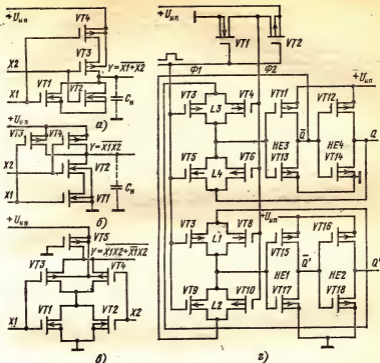 +Uип
VT4
VT3
X2
Y=X1+X2
X1
VT1
VT2
Cн
а)
+Uип
VT3
VT4
Y=X1X2
X2
VT2
Cн
X1
VT1
б)
+Uип
VT5
Y=X1X2+X1X2
VT3
VT4
X1
VT1
VT2
X2
в)
+Uип
VT1
VT2
Ф1
Ф2
+Uип
VT3
VT4
VT11
VT12
L3
Q̅
Q
VT5
VT6
НЕ3
VT13
НЕ4
VT14
L4
+Uип
VT3
VT8
VT15
VT16
L1
Q̅'
Q'
VT9
VT10
НЕ1
VT17
НЕ2
VT18
L2
г)